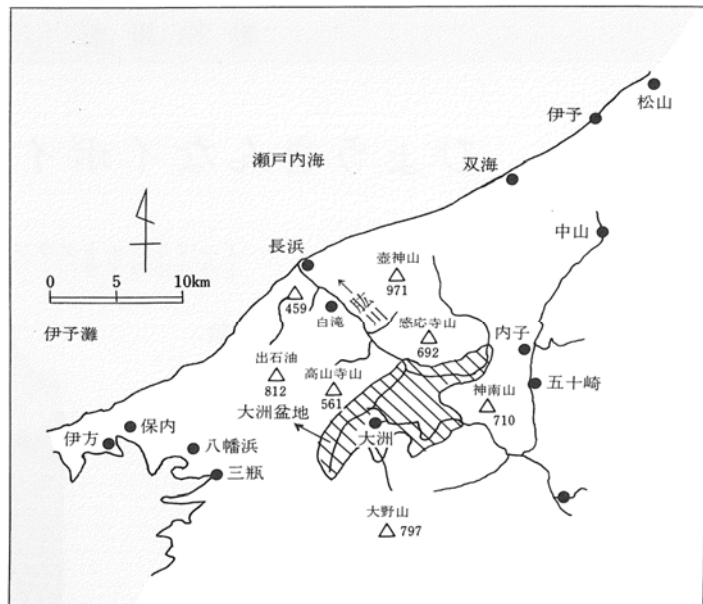 松山
伊予
双海
瀬戸内海
中山
長浜
壺神山
971
0 5 10km
459
白滝
肱川
感応寺山
692
伊予灘
内子
出石油
812
高山寺山
561
五十崎
神南山
710
大洲盆地
大洲
保内
伊方
八幡浜
三瓶
大野山
797